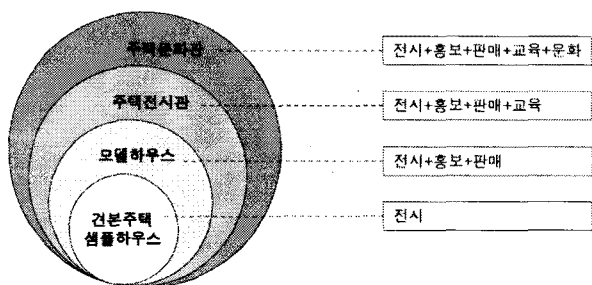 주택문화관
전시+홍보+판매+교육+문화
주택전시관
전시+홍보+판매+교육
모델하우스
전시+홍보+판매
견본주택
샘플하우스
전시